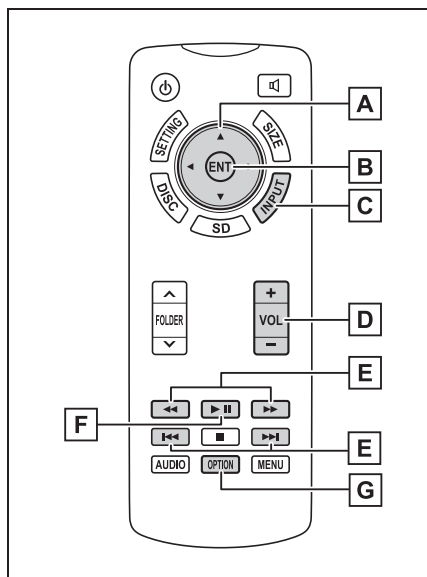 A
SETTING
SIZE
ENT
B
DISC
INPUT
C
SD
FOLDER
+
VOL
−
D
E
F
E
AUDIO
OPTION
MENU
G